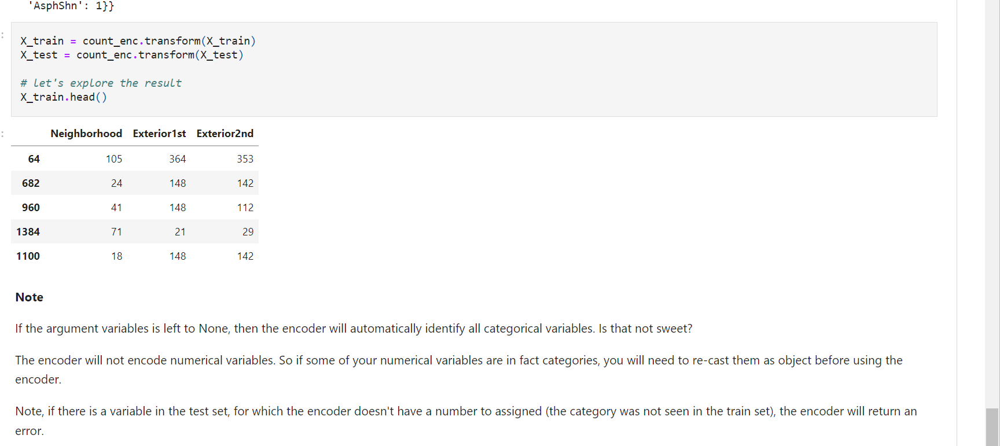 'AsphShn': 1}}
X_train = count_enc.transform(X_train)
X_test = count_enc.transform(X_test)
# let's explore the result
X_train.head()
Neighborhood Exterior1st Exterior2nd
64 105 364 353
682 24 148 142
960 41 148 112
1384 71 21 29
1100 18 148 142
Note
If the argument variables is left to None, then the encoder will automatically identify all categorical variables. Is that not sweet?
The encoder will not encode numerical variables. So if some of your numerical variables are in fact categories, you will need to re-cast them as object before using the
encoder.
Note, if there is a variable in the test set, for which the encoder doesn't have a number to assigned (the category was not seen in the train set), the encoder will return an
error.